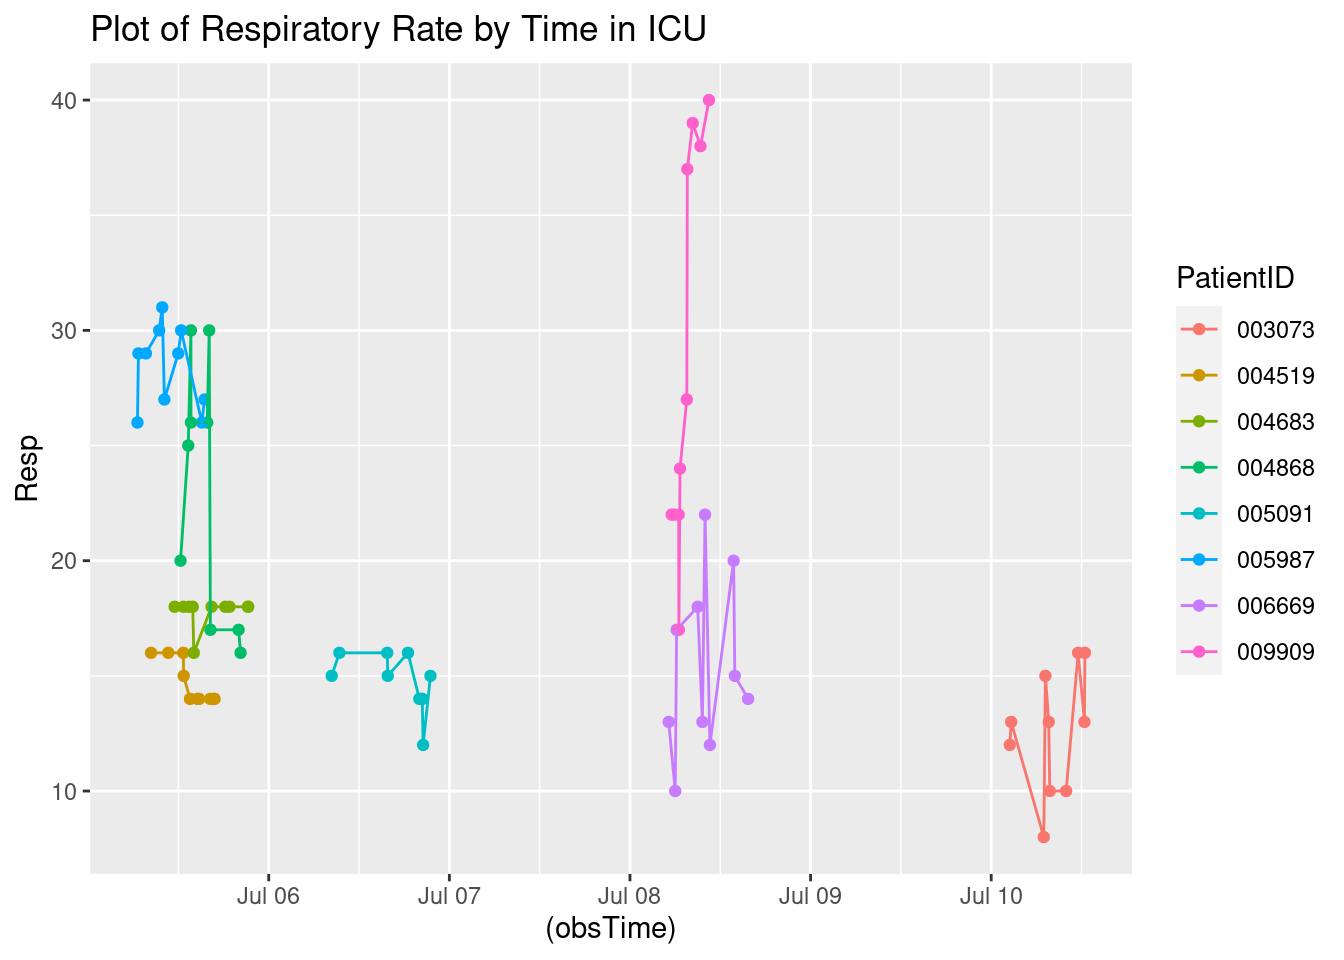 Plot of Respiratory Rate by Time in ICU
40
30
20
10
Resp
Jul 06
Jul 07
Jul 08
Jul 09
Jul 10
(obsTime)
PatientID
003073
004519
004683
004868
005091
005987
006669
009909